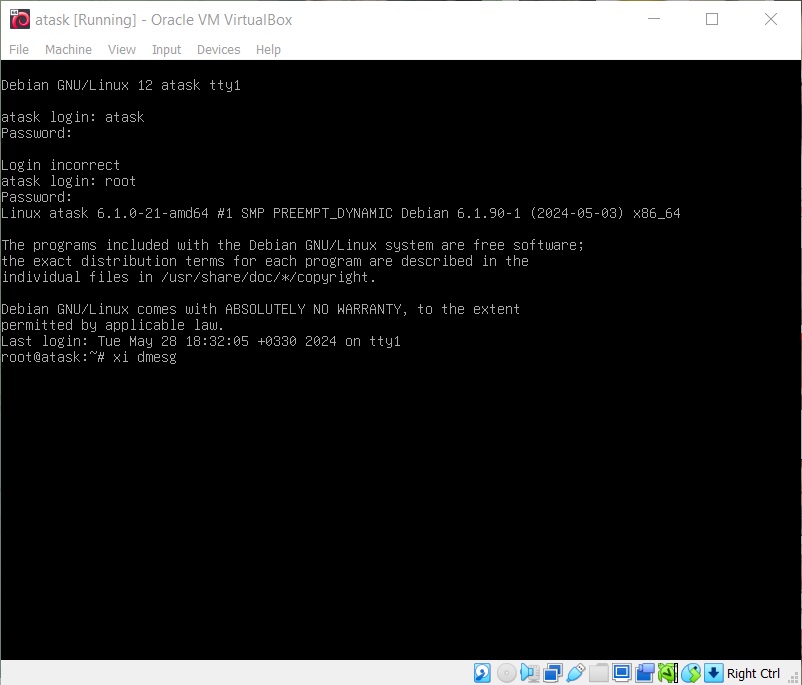 atask [Running] - Oracle VM VirtualBox
File Machine View Input Devices Help
Debian GNU/Linux 12 atask tty1
atask login: atask
Password:
Login incorrect
atask login: root
Password:
Linux atask 6.1.0-21-amd64 #1 SMP PREEMPT_DYNAMIC Debian 6.1.90-1 (2024-05-03) x86_64
The programs included with the Debian GNU/Linux system are free software;
the exact distribution terms for each program are described in the
individual files in /usr/share/doc/*/copyright.
Debian GNU/Linux comes with ABSOLUTELY NO WARRANTY, to the extent
permitted by applicable law.
Last login: Tue May 28 18:32:05 +0330 2024 on tty1
root@atask:~# xi dmesg
Right Ctrl